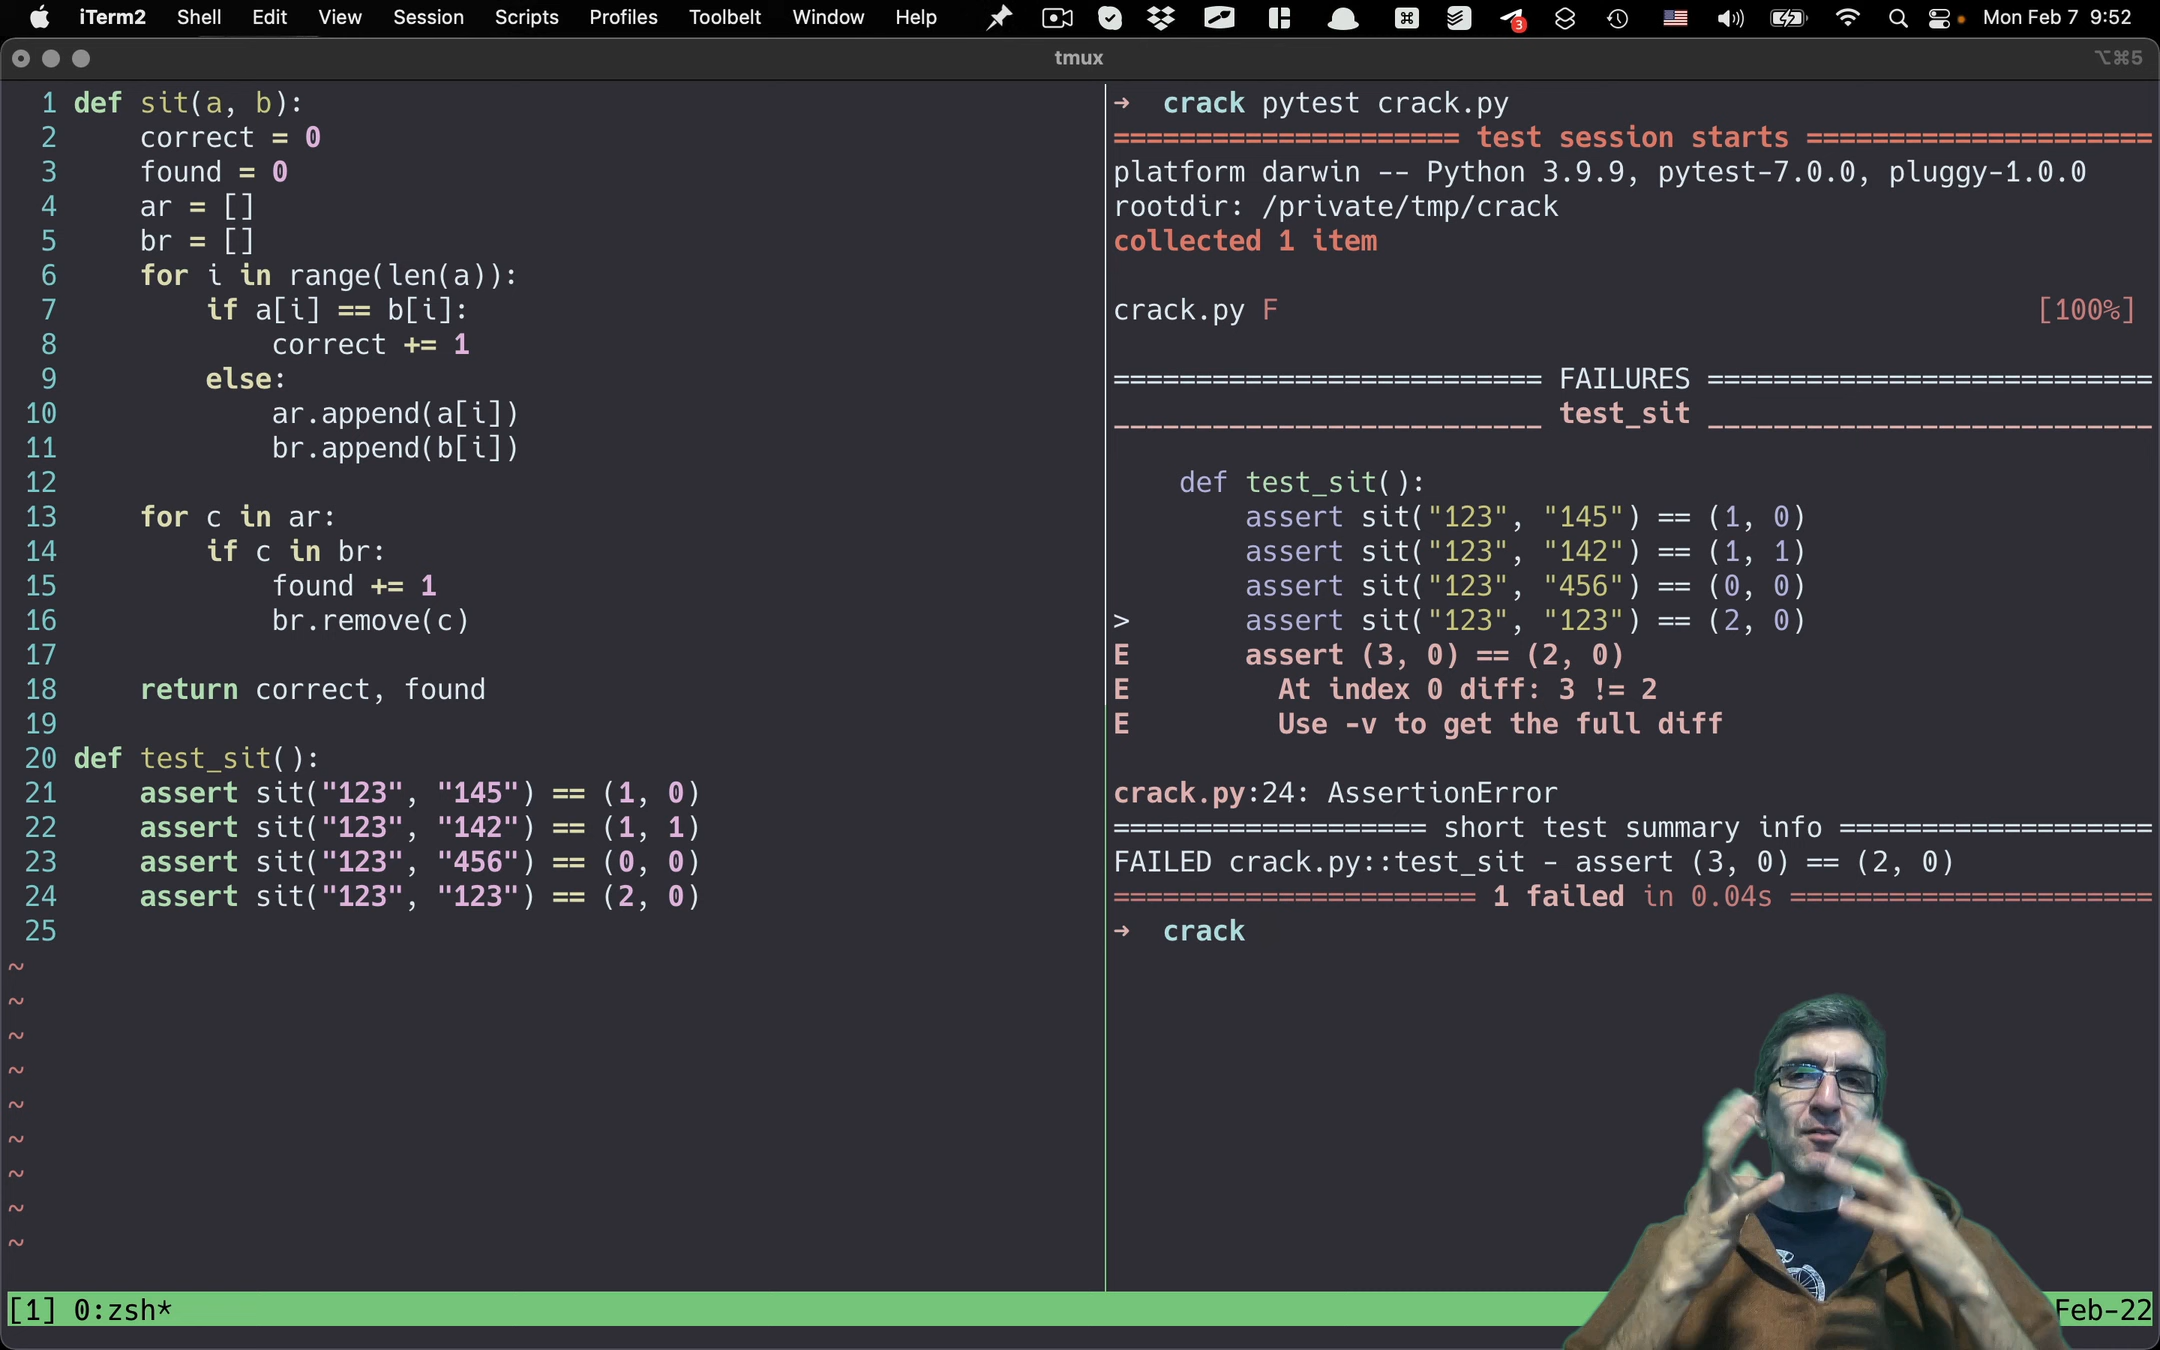 iTerm2 Shell Edit View Session Scripts Profiles Toolbelt Window Help 3 Mon Feb 7 9:52
tmux ⌥⌘5
1 def sit(a, b):
2     correct = 0
3     found = 0
4     ar = []
5     br = []
6     for i in range(len(a)):
7         if a[i] == b[i]:
8             correct += 1
9         else:
10             ar.append(a[i])
11             br.append(b[i])
12
13     for c in ar:
14         if c in br:
15             found += 1
16             br.remove(c)
17
18     return correct, found
19
20 def test_sit():
21     assert sit("123", "145") == (1, 0)
22     assert sit("123", "142") == (1, 1)
23     assert sit("123", "456") == (0, 0)
24     assert sit("123", "123") == (2, 0)
25
~
~
~
~
~
~
~
~
~
➜ crack pytest crack.py
===================== test session starts =====================
platform darwin -- Python 3.9.9, pytest-7.0.0, pluggy-1.0.0
rootdir: /private/tmp/crack
collected 1 item
crack.py F [100%]
========================== FAILURES ===========================
__________________________ test_sit ___________________________
    def test_sit():
        assert sit("123", "145") == (1, 0)
        assert sit("123", "142") == (1, 1)
        assert sit("123", "456") == (0, 0)
>       assert sit("123", "123") == (2, 0)
E       assert (3, 0) == (2, 0)
E         At index 0 diff: 3 != 2
E         Use -v to get the full diff
crack.py:24: AssertionError
=================== short test summary info ===================
FAILED crack.py::test_sit - assert (3, 0) == (2, 0)
====================== 1 failed in 0.04s ======================
➜ crack
[1] 0:zsh* Feb-22